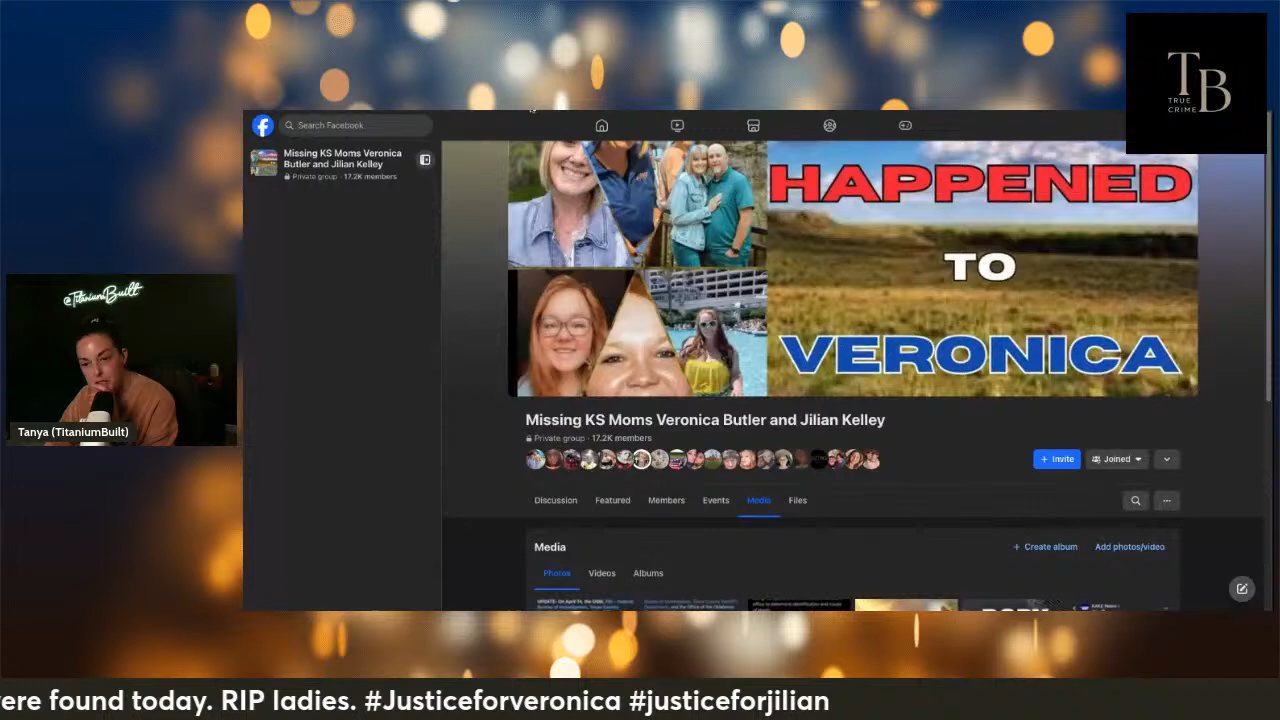 TB
TRUE
CRIME
Search Facebook
Missing KS Moms Veronica
Butler and Jilian Kelley
Private group · 17.2K members
HAPPENED
TO
VERONICA
@TitaniumBuilt
Tanya (TitaniumBuilt)
Missing KS Moms Veronica Butler and Jilian Kelley
Private group · 17.2K members
+ Invite
Joined
Discussion
Featured
Members
Events
Media
Files
Media
+ Create album
Add photos/video
Photos
Videos
Albums
ere found today. RIP ladies. #Justiceforveronica #justiceforjilian